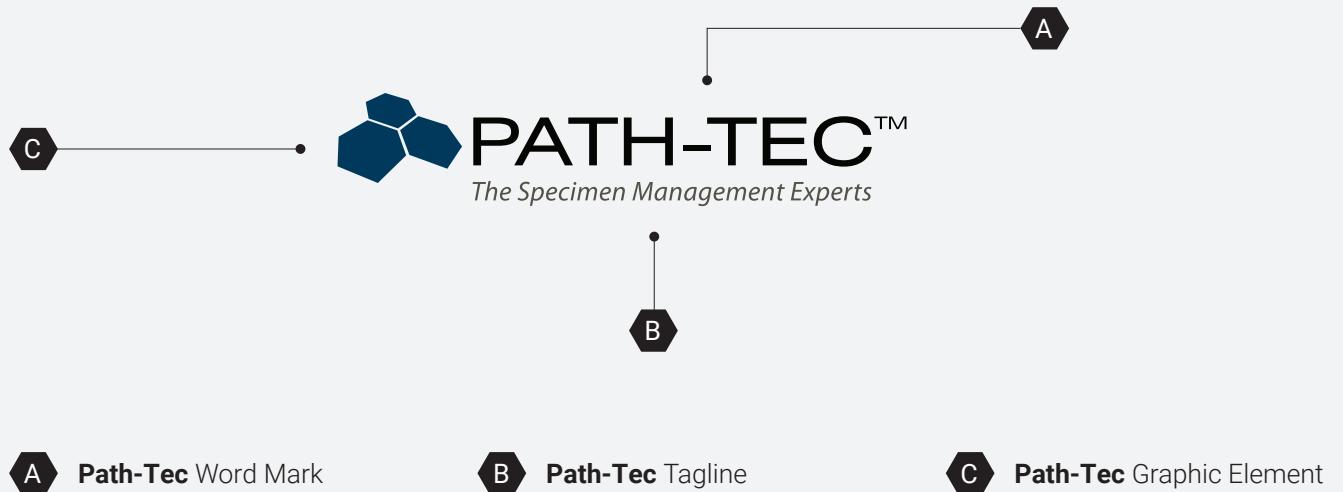 A
C
PATH-TEC™
The Specimen Management Experts
B
A Path-Tec Word Mark
B Path-Tec Tagline
C Path-Tec Graphic Element